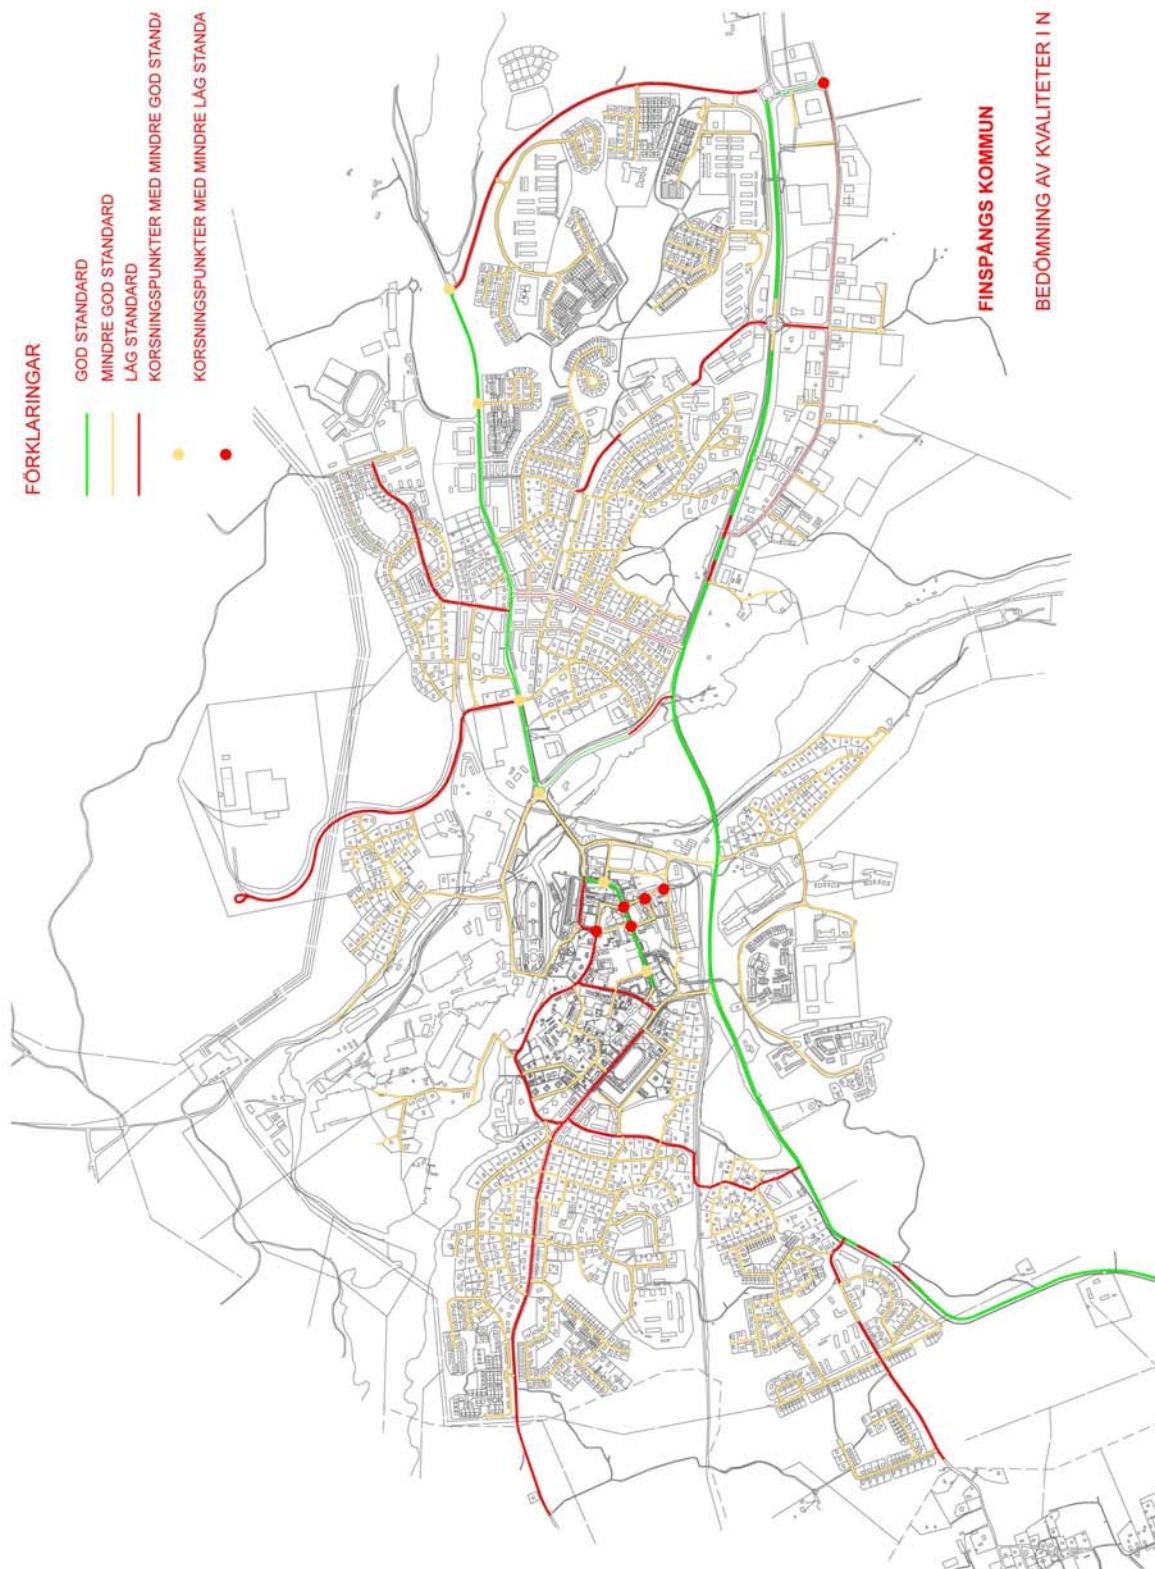 FÖRKLARINGAR
GOD STANDARD
MINDRE GOD STANDARD
LÅG STANDARD
KORSNINGSPUNKTER MED MINDRE GOD STANDA
KORSNINGSPUNKTER MED MINDRE LÅG STANDA
FINSPÅNGS KOMMUN
BEDÖMNING AV KVALITETER I N